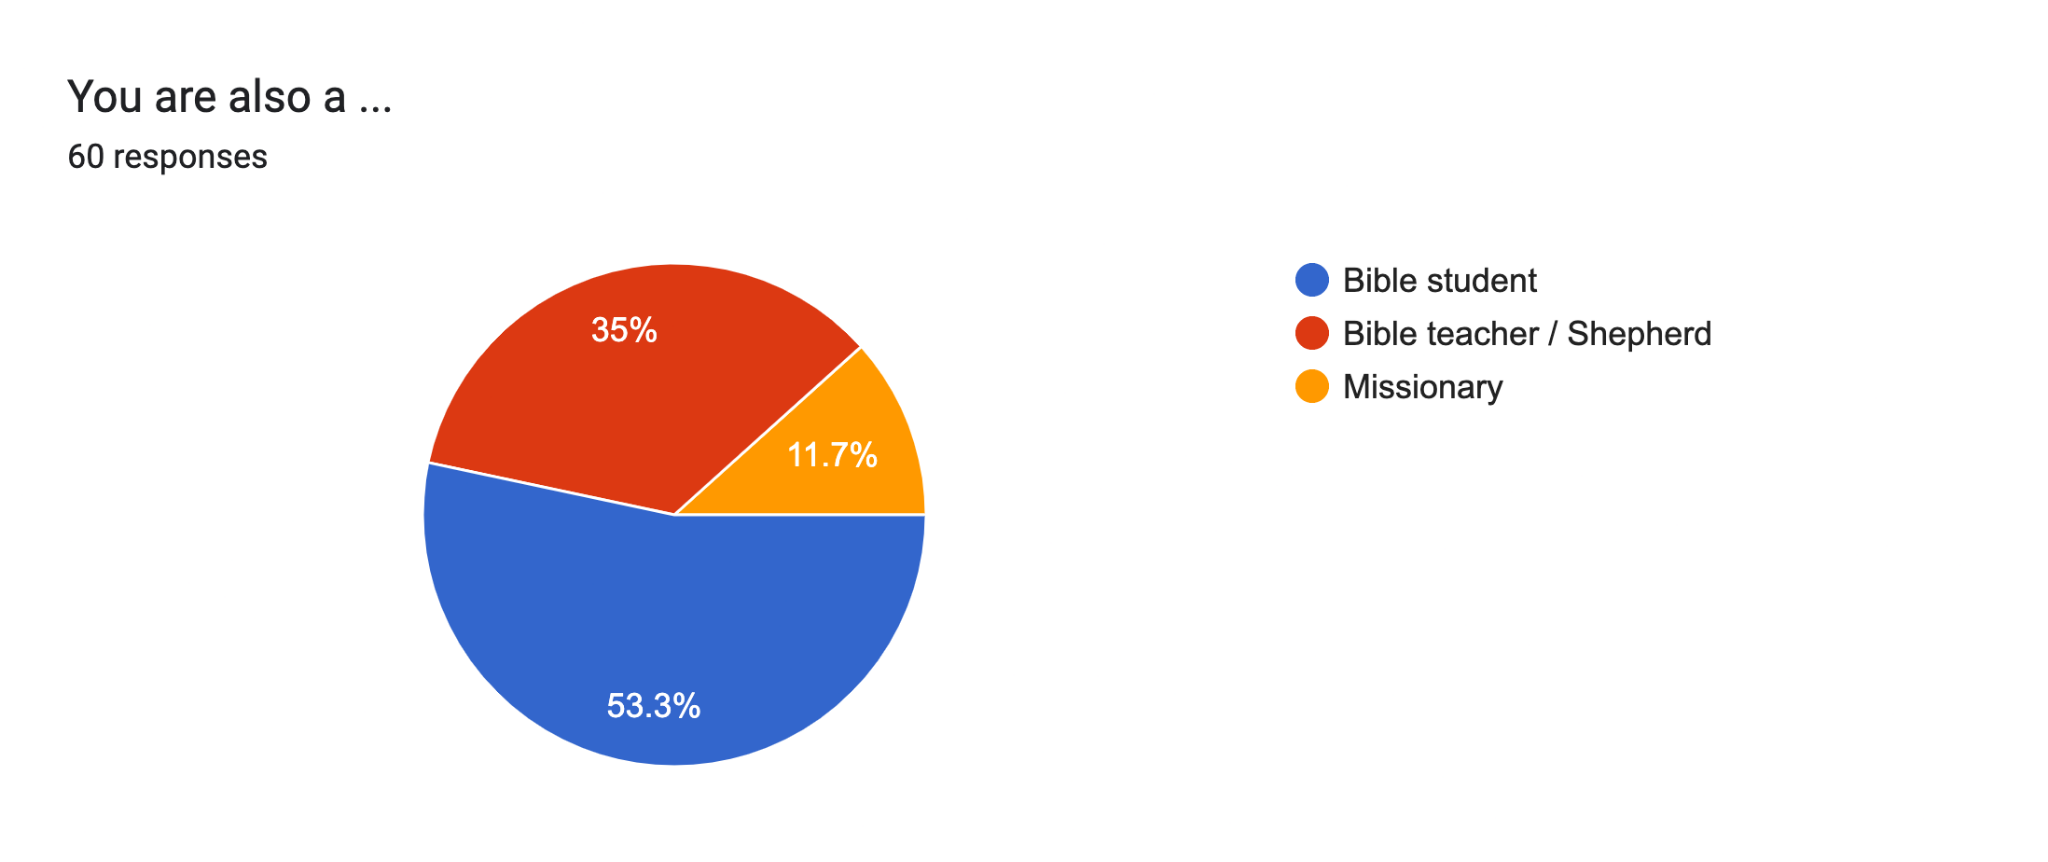 You are also a ...
60 responses
35%
11.7%
53.3%
Bible student
Bible teacher / Shepherd
Missionary